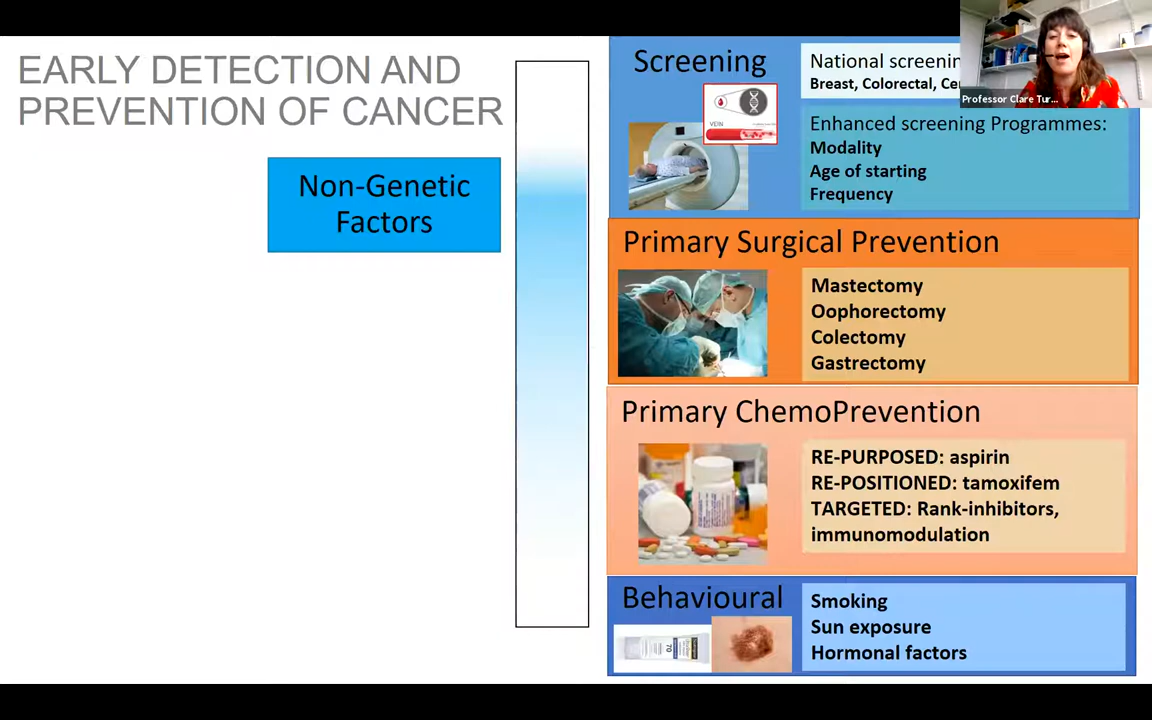 EARLY DETECTION AND
PREVENTION OF CANCER
Non-Genetic
Factors
Screening
National
Breast, Colorectal,
VEIN
Enhanced screening Programmes:
Modality
Age of starting
Frequency
Primary Surgical Prevention
Mastectomy
Oophorectomy
Colectomy
Gastrectomy
Primary ChemoPrevention
RE-PURPOSED: aspirin
RE-POSITIONED: tamoxifem
TARGETED: Rank-inhibitors,
immunomodulation
Behavioural
70
Smoking
Sun exposure
Hormonal factors
Professor Clare Tur...